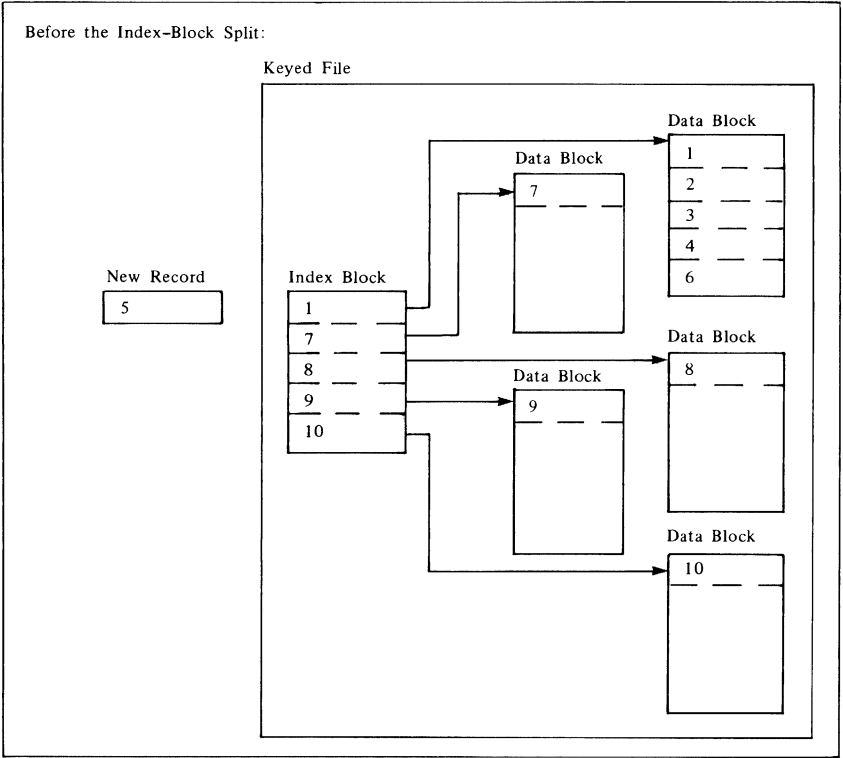 Before the Index-Block Split:
Keyed File
Data Block
1
2
3
4
6
Data Block
7
New Record
5
Index Block
1
7
8
9
10
Data Block
8
Data Block
9
Data Block
10